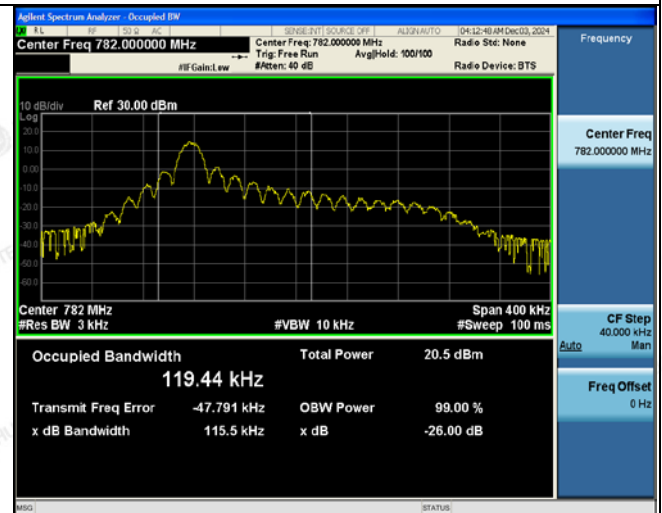 Agilent Spectrum Analyzer - Occupied BW
RL RF 50 Ω AC SENSE:INT SOURCE OFF ALIGN AUTO 04:12:48 AM Dec 03, 2024
Center Freq 782.000000 MHz Center Freq: 782.000000 MHz Radio Std: None Frequency
Trig: Free Run Avg|Hold: 100/100
#IFGain:Low #Atten: 40 dB Radio Device: BTS
10 dB/div Ref 30.00 dBm
Log
20.0
10.0
0.00
-10.0
-20.0
-30.0
-40.0
-50.0
-60.0
Center 782 MHz Span 400 kHz
#Res BW 3 kHz #VBW 10 kHz #Sweep 100 ms
Occupied Bandwidth Total Power 20.5 dBm
119.44 kHz
Transmit Freq Error -47.791 kHz OBW Power 99.00 %
x dB Bandwidth 115.5 kHz x dB -26.00 dB
Center Freq
782.000000 MHz
CF Step
40.000 kHz
Auto Man
Freq Offset
0 Hz
MSG STATUS